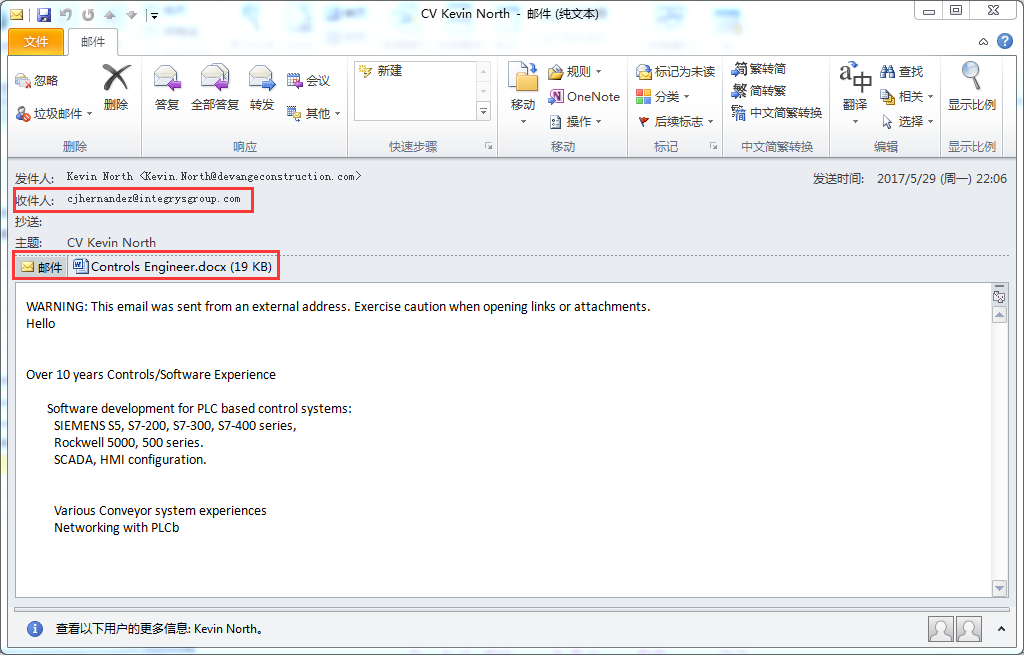 CV Kevin North - 邮件 (纯文本)
文件
邮件
忽略
垃圾邮件
删除
删除
答复
全部答复
转发
会议
其他
响应
新建
快速步骤
移动
规则
OneNote
操作
移动
标记为未读
分类
后续标志
标记
繁转简
简转繁
中文简繁转换
中文简繁转换
翻译
查找
相关
选择
编辑
显示比例
显示比例
发件人: Kevin North <Kevin.North@devangeconstruction.com>
发送时间: 2017/5/29 (周一) 22:06
收件人: cjhernandez@integrysgroup.com
抄送:
主题: CV Kevin North
邮件 Controls Engineer.docx (19 KB)
WARNING: This email was sent from an external address. Exercise caution when opening links or attachments.
Hello
Over 10 years Controls/Software Experience
Software development for PLC based control systems:
SIEMENS S5, S7-200, S7-300, S7-400 series,
Rockwell 5000, 500 series.
SCADA, HMI configuration.
Various Conveyor system experiences
Networking with PLCb
查看以下用户的更多信息: Kevin North。